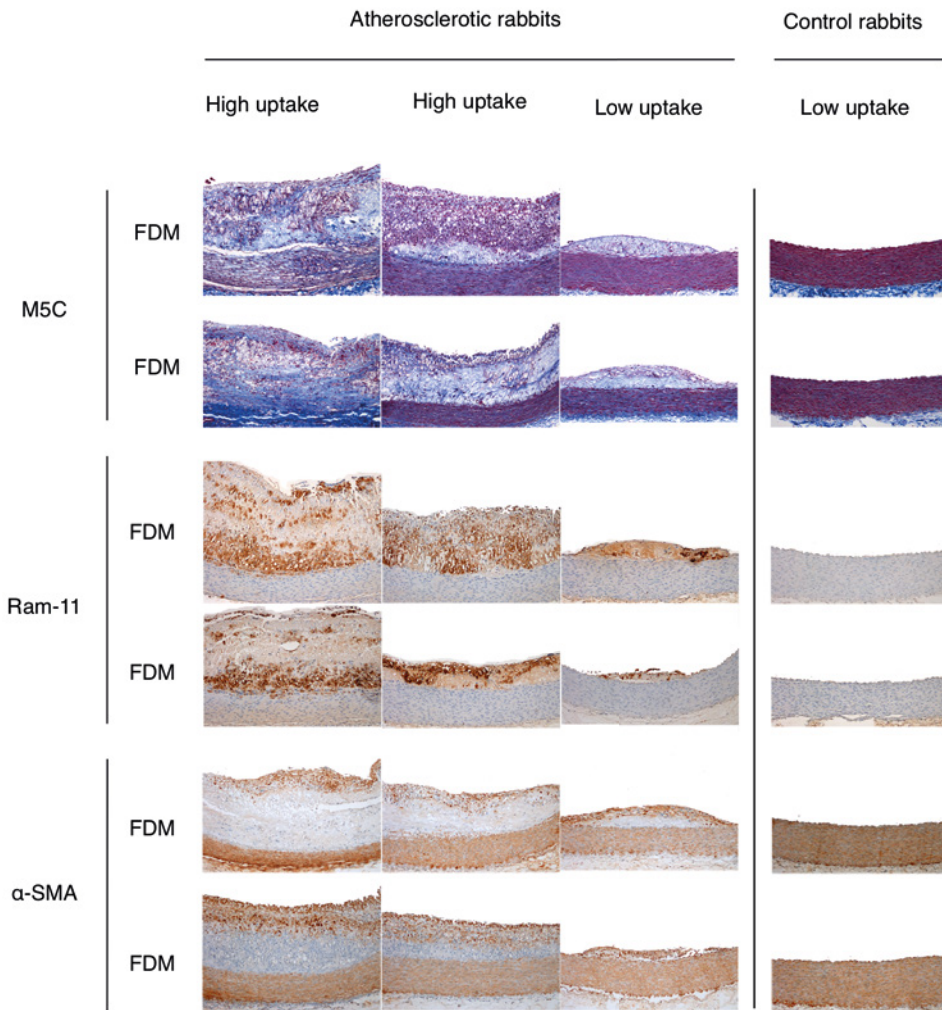 Atherosclerotic rabbits
Control rabbits
High uptake
High uptake
Low uptake
Low uptake
M5C
FDM
FDM
Ram-11
FDM
FDM
α-SMA
FDM
FDM